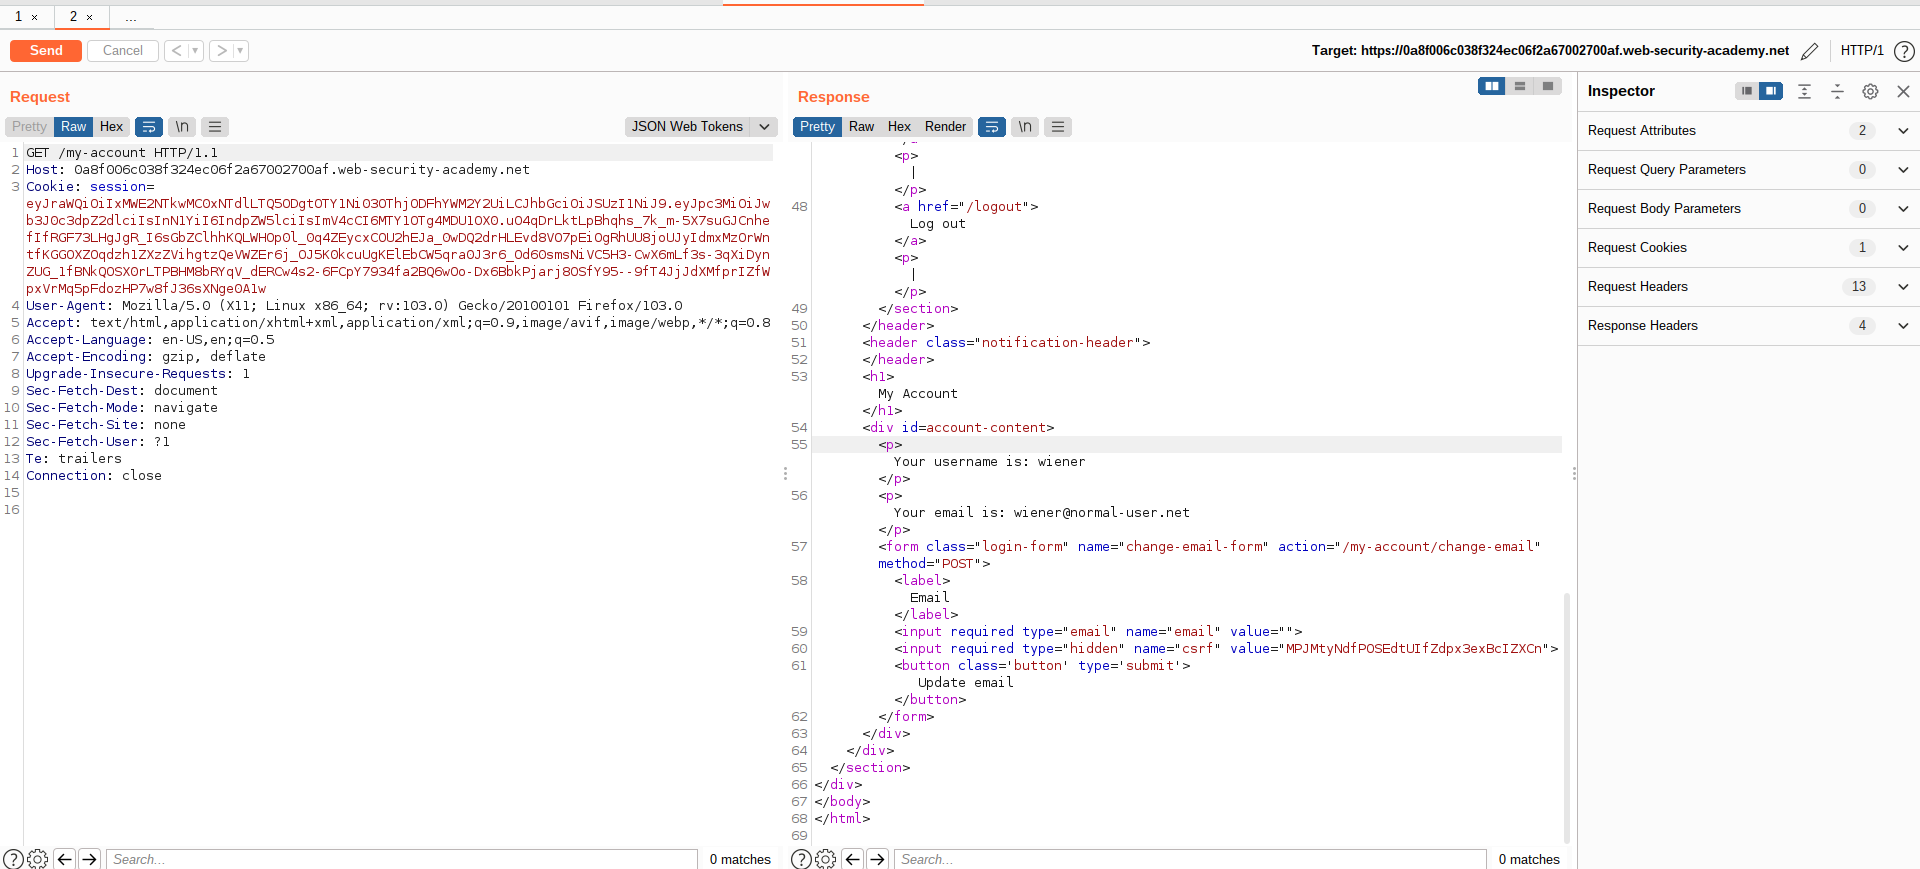 1 × 2 × ...
Send Cancel < > Target: https://0a8f006c038f324ec06f2a67002700af.web-security-academy.net HTTP/1 ?
Request
Pretty Raw Hex \n JSON Web Tokens
1 GET /my-account HTTP/1.1
2 Host: 0a8f006c038f324ec06f2a67002700af.web-security-academy.net
3 Cookie: session=
eyJraWQiOiIxMWE2NTkwMC0xNTdlLTQ5ODgtOTY1Ni03OThjODFhYWM2Y2UiLCJhbGciOiJSUzI1NiJ9.eyJpc3MiOiJw
b3J0c3dpZ2dlciIsInN1YiI6IndpZW5lciIsImV4cCI6MTY1OTg4MDU1OX0.u04qDrLktLpBhqhs_7k_m-5X7suGJCnhe
fIfRGF73LHgJgR_I6sGbZClhhKQLWHOp0l_0q4ZEycxC0U2hEJa_0wDQ2drHLEvd8V07pEi0gRhUU8joUJyIdmxMz0rWn
tfKGGOXZ0qdzh1ZXzZVihgtzQeVWZEr6j_0J5K0kcuUgKElEbCW5qra0J3r6_0d60smsNiVC5H3-CwX6mLf3s-3qXiDyn
ZUG_1fBNkQ0SX0rLTPBHM8bRYqV_dERCw4s2-6FCpY7934fa2BQ6w0o-Dx6BbkPjarj80SfY95--9fT4JjJdXMfprIZfW
pxVrMq5pFdozHP7w8fJ36sXNge0A1w
4 User-Agent: Mozilla/5.0 (X11; Linux x86_64; rv:103.0) Gecko/20100101 Firefox/103.0
5 Accept: text/html,application/xhtml+xml,application/xml;q=0.9,image/avif,image/webp,*/*;q=0.8
6 Accept-Language: en-US,en;q=0.5
7 Accept-Encoding: gzip, deflate
8 Upgrade-Insecure-Requests: 1
9 Sec-Fetch-Dest: document
10 Sec-Fetch-Mode: navigate
11 Sec-Fetch-Site: none
12 Sec-Fetch-User: ?1
13 Te: trailers
14 Connection: close
15
16
? Search... 0 matches
Response
Pretty Raw Hex Render \n
<p>
|
</p>
48 <a href="/logout">
Log out
</a>
<p>
|
</p>
49 </section>
50 </header>
51 <header class="notification-header">
52 </header>
53 <h1>
My Account
</h1>
54 <div id=account-content>
55 <p>
Your username is: wiener
</p>
56 <p>
Your email is: wiener@normal-user.net
</p>
57 <form class="login-form" name="change-email-form" action="/my-account/change-email"
method="POST">
58 <label>
Email
</label>
59 <input required type="email" name="email" value="">
60 <input required type="hidden" name="csrf" value="MPJMtyNdfPOSEdtUIfZdpx3exBcIZXCn">
61 <button class='button' type='submit'>
Update email
</button>
62 </form>
63 </div>
64 </div>
65 </section>
66 </div>
67 </body>
68 </html>
69
? Search... 0 matches
Inspector
Request Attributes 2
Request Query Parameters 0
Request Body Parameters 0
Request Cookies 1
Request Headers 13
Response Headers 4